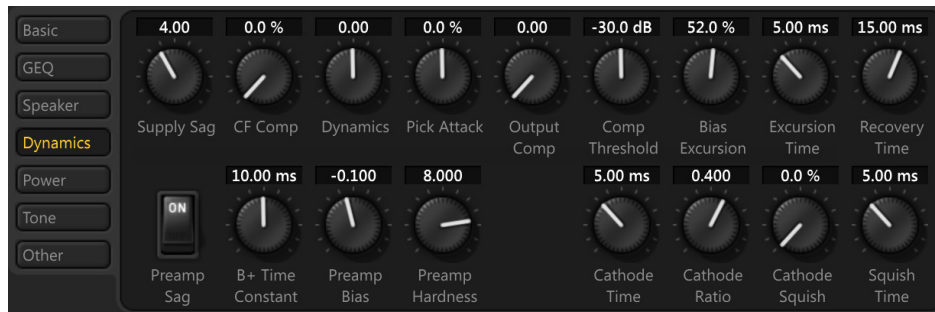 Basic
GEQ
Speaker
Dynamics
Power
Tone
Other
4.00 0.0 % 0.00 0.0 % 0.00 -30.0 dB 52.0 % 5.00 ms 15.00 ms
Supply Sag CF Comp Dynamics Pick Attack Output Comp Bias Excursion Recovery
Comp Threshold Excursion Time Time
10.00 ms -0.100 8.000 5.00 ms 0.400 0.0 % 5.00 ms
ON
Preamp B+ Time Preamp Preamp Cathode Cathode Cathode Squish
Sag Constant Bias Hardness Time Ratio Squish Time